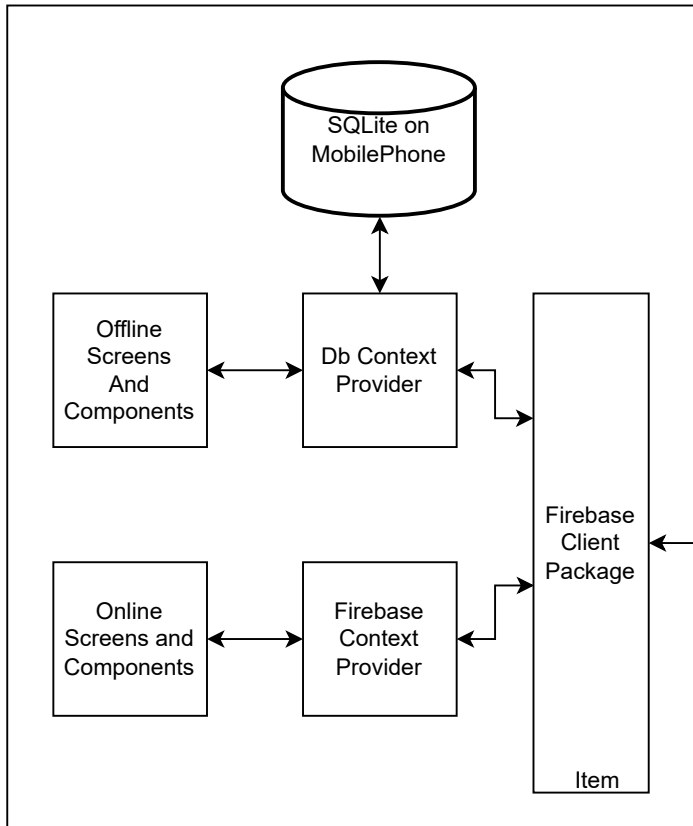 SQLite on
MobilePhone
Offline
Screens
And
Components
Db Context
Provider
Firebase
Client
Package
Online
Screens and
Components
Firebase
Context
Provider
Item